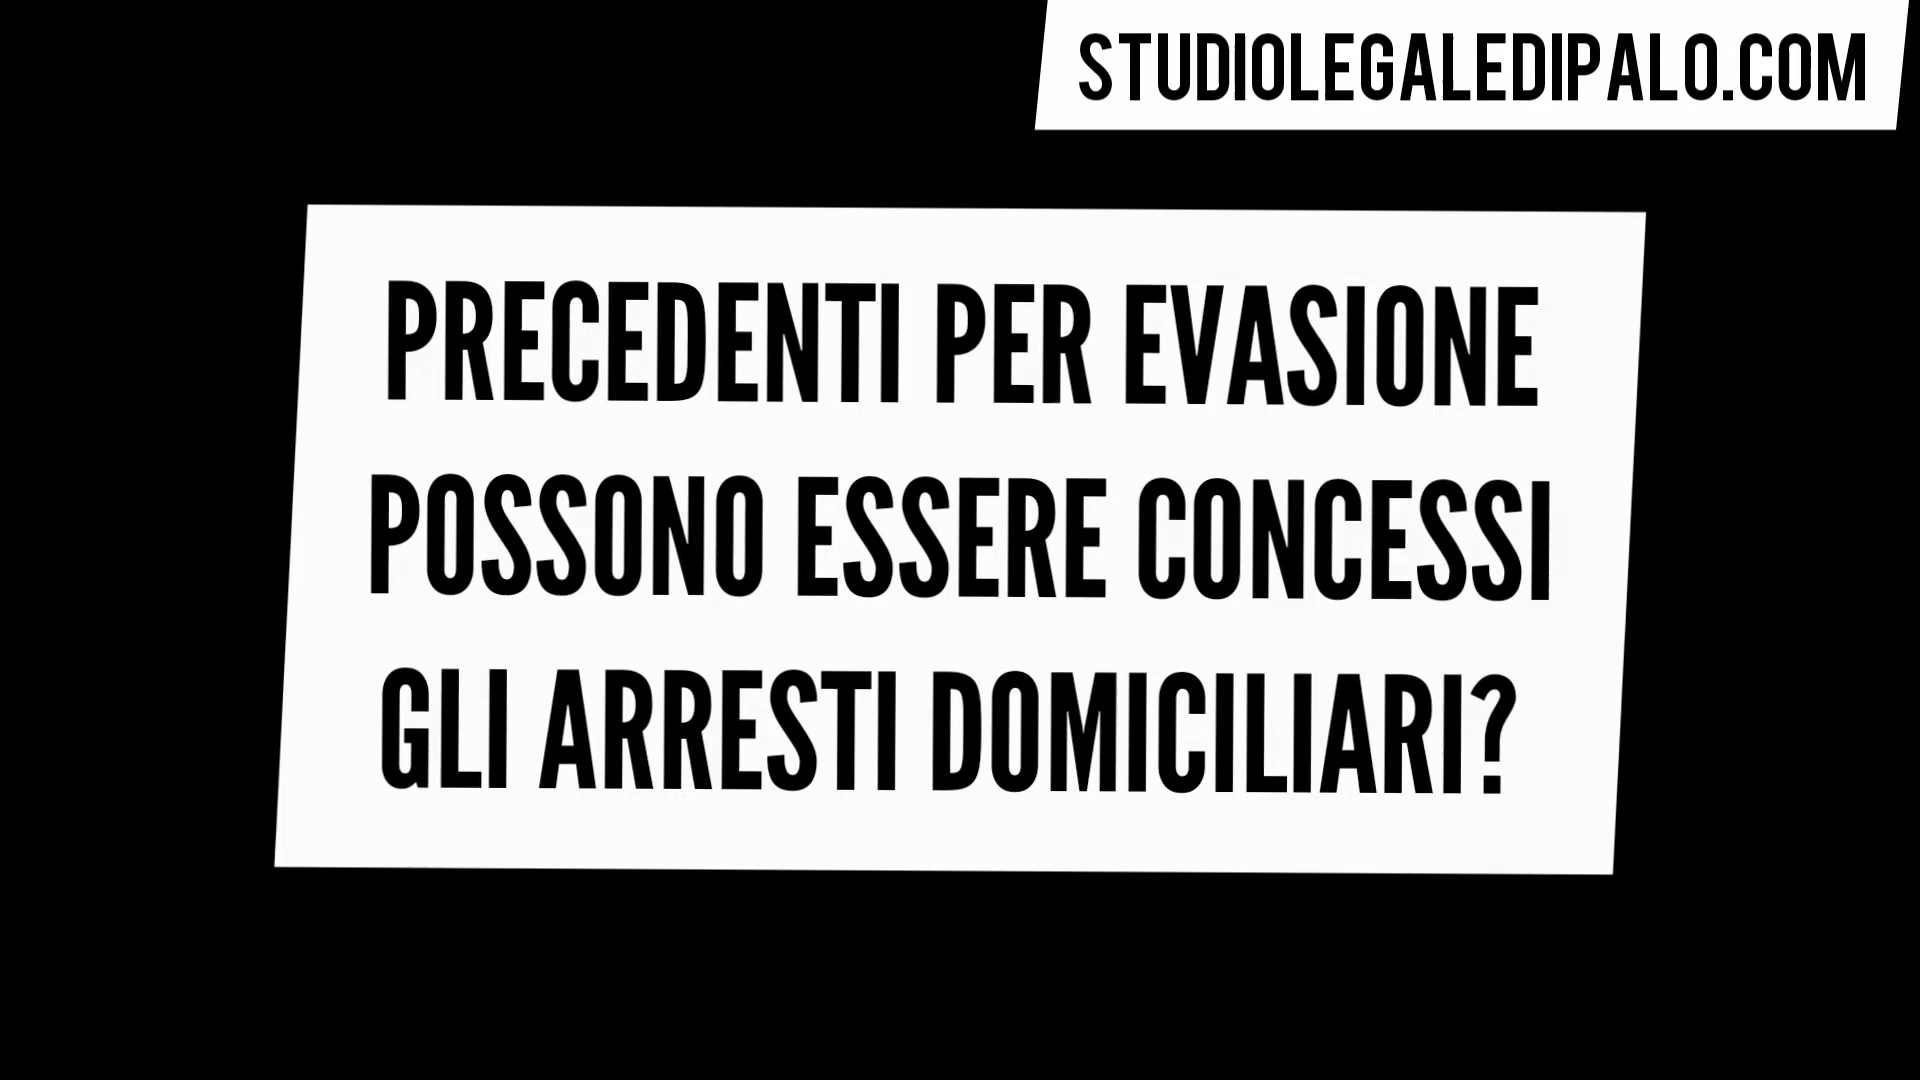 STUDIOLEGALEDIPALO.COM
PRECEDENTI PER EVASIONE
POSSONO ESSERE CONCESSI
GLI ARRESTI DOMICILIARI?